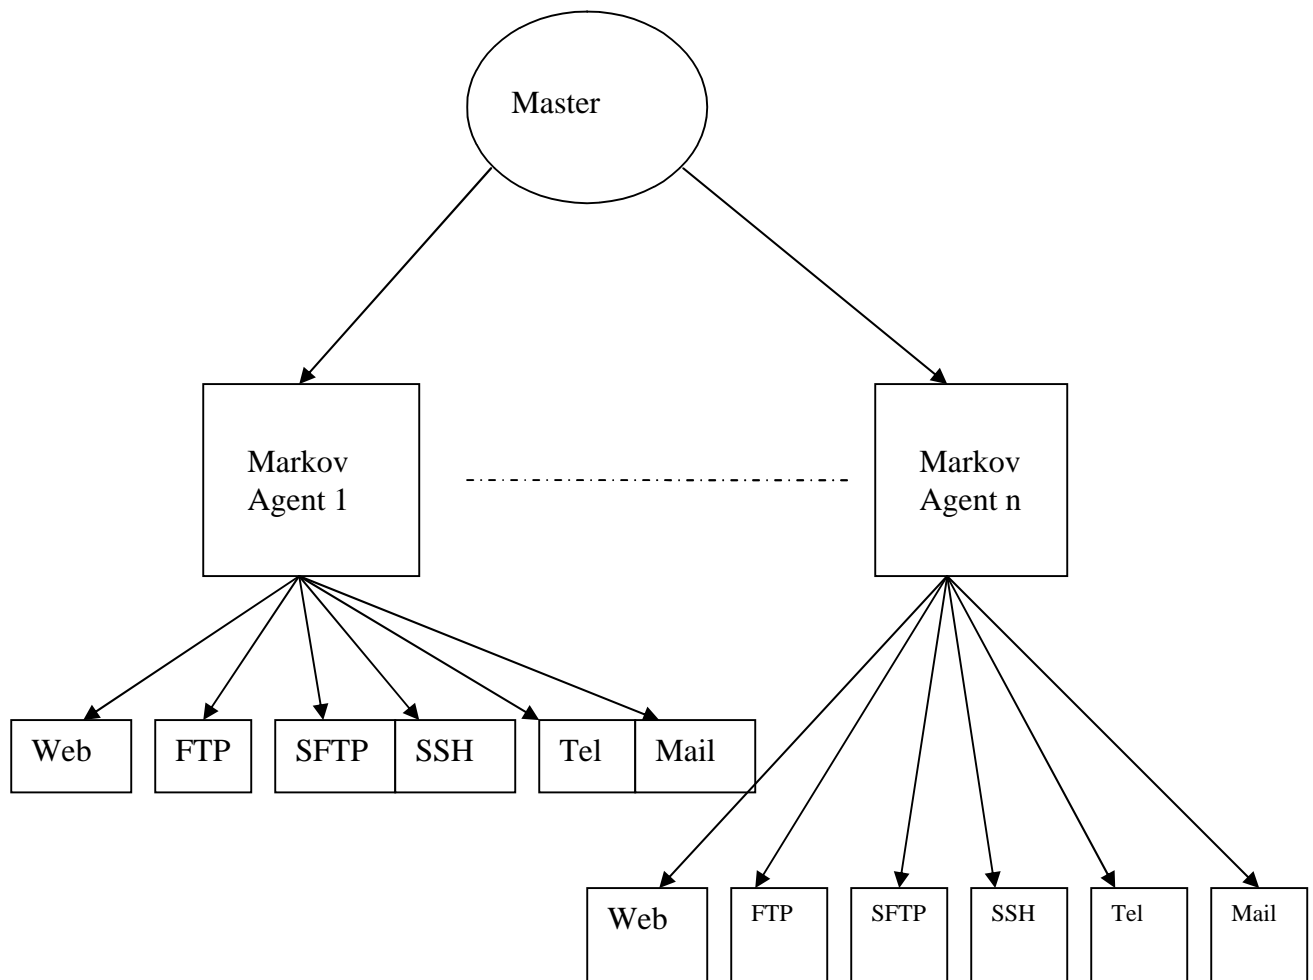 Master
Markov
Agent 1
Markov
Agent n
Web
FTP
SFTP
SSH
Tel
Mail
Web
FTP
SFTP
SSH
Tel
Mail